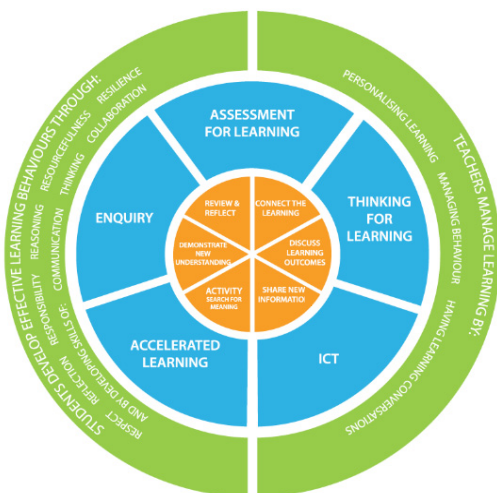 STUDENTS DEVELOP EFFECTIVE LEARNING BEHAVIOURS THROUGH:
RESPECT REFLECTION RESPONSIBILITY REASONING RESOURCEFULNESS RESILIENCE
AND BY DEVELOPING SKILLS OF: COMMUNICATION THINKING COLLABORATION
TEACHERS MANAGE LEARNING BY:
PERSONALISING LEARNING MANAGING BEHAVIOUR HAVING LEARNING CONVERSATIONS
ASSESSMENT
FOR LEARNING
THINKING
FOR
LEARNING
ICT
ACCELERATED
LEARNING
ENQUIRY
REVIEW &
REFLECT
CONNECT THE
LEARNING
DISCUSS
LEARNING
OUTCOMES
SHARE NEW
INFORMATIO
ACTIVITY
SEARCH FOR
MEANING
DEMONSTRATE
NEW
UNDERSTANDING